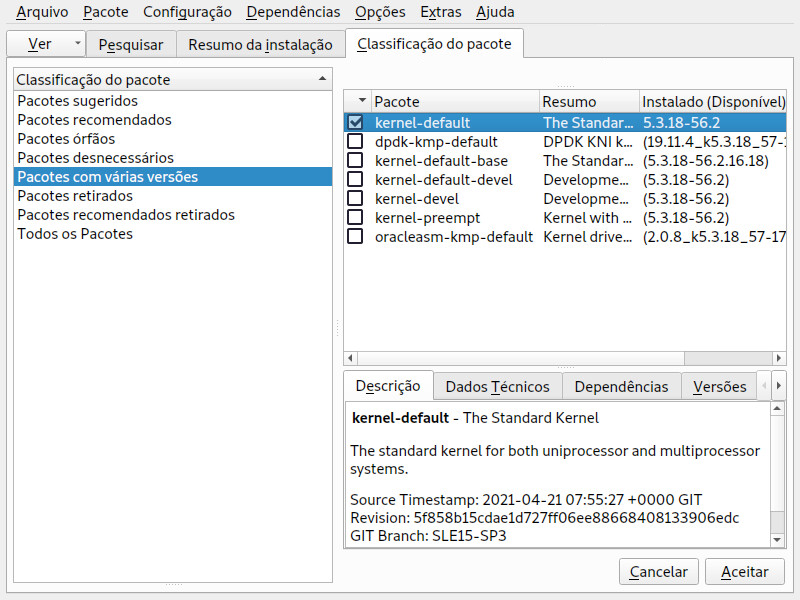 Arquivo Pacote Configuração Dependências Opções Extras Ajuda
Ver Pesquisar Resumo da instalação Classificação do pacote
Classificação do pacote
Pacotes sugeridos
Pacotes recomendados
Pacotes órfãos
Pacotes desnecessários
Pacotes com várias versões
Pacotes retirados
Pacotes recomendados retirados
Todos os Pacotes
Pacote Resumo Instalado (Disponível)
kernel-default The Standar... 5.3.18-56.2
dpdk-kmp-default DPDK KNI k... (19.11.4_k5.3.18_57-1
kernel-default-base The Standar... (5.3.18-56.2.16.18)
kernel-default-devel Developme... (5.3.18-56.2)
kernel-devel Developme... (5.3.18-56.2)
kernel-preempt Kernel with ... (5.3.18-56.2)
oracleasm-kmp-default Kernel drive... (2.0.8_k5.3.18_57-17
Descrição Dados Técnicos Dependências Versões
kernel-default - The Standard Kernel
The standard kernel for both uniprocessor and multiprocessor
systems.
Source Timestamp: 2021-04-21 07:55:27 +0000 GIT
Revision: 5f858b15cdae1d727ff06ee88668408133906edc
GIT Branch: SLE15-SP3
Cancelar Aceitar